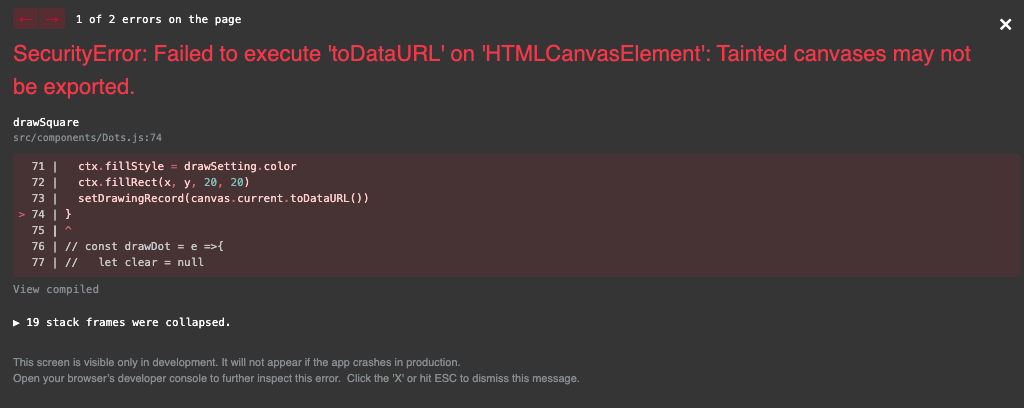 ← → 1 of 2 errors on the page
×
SecurityError: Failed to execute 'toDataURL' on 'HTMLCanvasElement': Tainted canvases may not
be exported.
drawSquare
src/components/Dots.js:74
71 | ctx.fillStyle = drawSetting.color
72 | ctx.fillRect(x, y, 20, 20)
73 | setDrawingRecord(canvas.current.toDataURL())
> 74 | }
75 | ^
76 | // const drawDot = e =>{
77 | //   let clear = null
View compiled
▶ 19 stack frames were collapsed.
This screen is visible only in development. It will not appear if the app crashes in production.
Open your browser's developer console to further inspect this error. Click the 'X' or hit ESC to dismiss this message.